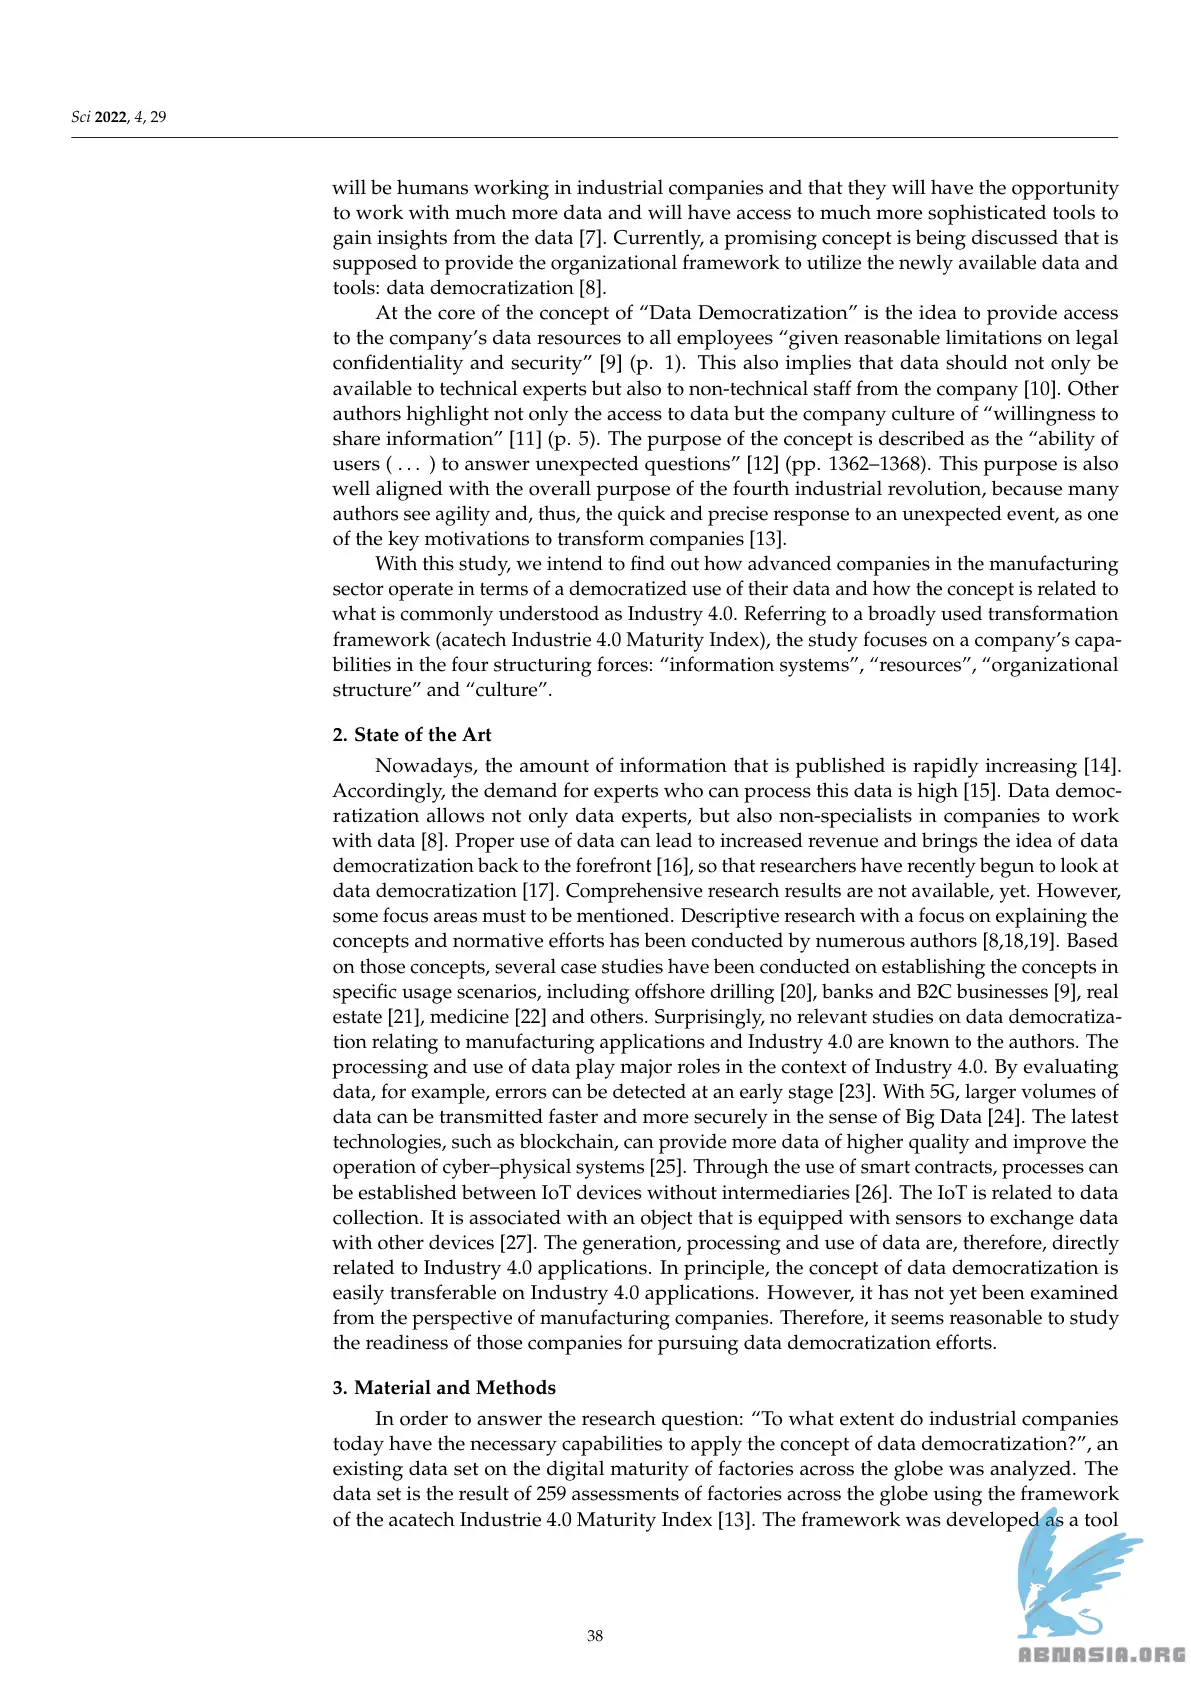 Sci 2022, 4, 29
will be humans working in industrial companies and that they will have the opportunity
to work with much more data and will have access to much more sophisticated tools to
gain insights from the data [7]. Currently, a promising concept is being discussed that is
supposed to provide the organizational framework to utilize the newly available data and
tools: data democratization [8].
At the core of the concept of “Data Democratization” is the idea to provide access
to the company’s data resources to all employees “given reasonable limitations on legal
confidentiality and security” [9] (p. 1). This also implies that data should not only be
available to technical experts but also to non-technical staff from the company [10]. Other
authors highlight not only the access to data but the company culture of “willingness to
share information” [11] (p. 5). The purpose of the concept is described as the “ability of
users ( . . . ) to answer unexpected questions” [12] (pp. 1362–1368). This purpose is also
well aligned with the overall purpose of the fourth industrial revolution, because many
authors see agility and, thus, the quick and precise response to an unexpected event, as one
of the key motivations to transform companies [13].
With this study, we intend to find out how advanced companies in the manufacturing
sector operate in terms of a democratized use of their data and how the concept is related to
what is commonly understood as Industry 4.0. Referring to a broadly used transformation
framework (acatech Industrie 4.0 Maturity Index), the study focuses on a company’s capa-
bilities in the four structuring forces: “information systems”, “resources”, “organizational
structure” and “culture”.
2. State of the Art
Nowadays, the amount of information that is published is rapidly increasing [14].
Accordingly, the demand for experts who can process this data is high [15]. Data democ-
ratization allows not only data experts, but also non-specialists in companies to work
with data [8]. Proper use of data can lead to increased revenue and brings the idea of data
democratization back to the forefront [16], so that researchers have recently begun to look at
data democratization [17]. Comprehensive research results are not available, yet. However,
some focus areas must to be mentioned. Descriptive research with a focus on explaining the
concepts and normative efforts has been conducted by numerous authors [8,18,19]. Based
on those concepts, several case studies have been conducted on establishing the concepts in
specific usage scenarios, including offshore drilling [20], banks and B2C businesses [9], real
estate [21], medicine [22] and others. Surprisingly, no relevant studies on data democratiza-
tion relating to manufacturing applications and Industry 4.0 are known to the authors. The
processing and use of data play major roles in the context of Industry 4.0. By evaluating
data, for example, errors can be detected at an early stage [23]. With 5G, larger volumes of
data can be transmitted faster and more securely in the sense of Big Data [24]. The latest
technologies, such as blockchain, can provide more data of higher quality and improve the
operation of cyber–physical systems [25]. Through the use of smart contracts, processes can
be established between IoT devices without intermediaries [26]. The IoT is related to data
collection. It is associated with an object that is equipped with sensors to exchange data
with other devices [27]. The generation, processing and use of data are, therefore, directly
related to Industry 4.0 applications. In principle, the concept of data democratization is
easily transferable on Industry 4.0 applications. However, it has not yet been examined
from the perspective of manufacturing companies. Therefore, it seems reasonable to study
the readiness of those companies for pursuing data democratization efforts.
3. Material and Methods
In order to answer the research question: “To what extent do industrial companies
today have the necessary capabilities to apply the concept of data democratization?”, an
existing data set on the digital maturity of factories across the globe was analyzed. The
data set is the result of 259 assessments of factories across the globe using the framework
of the acatech Industrie 4.0 Maturity Index [13]. The framework was developed as a tool
38
ABNASIA.ORG